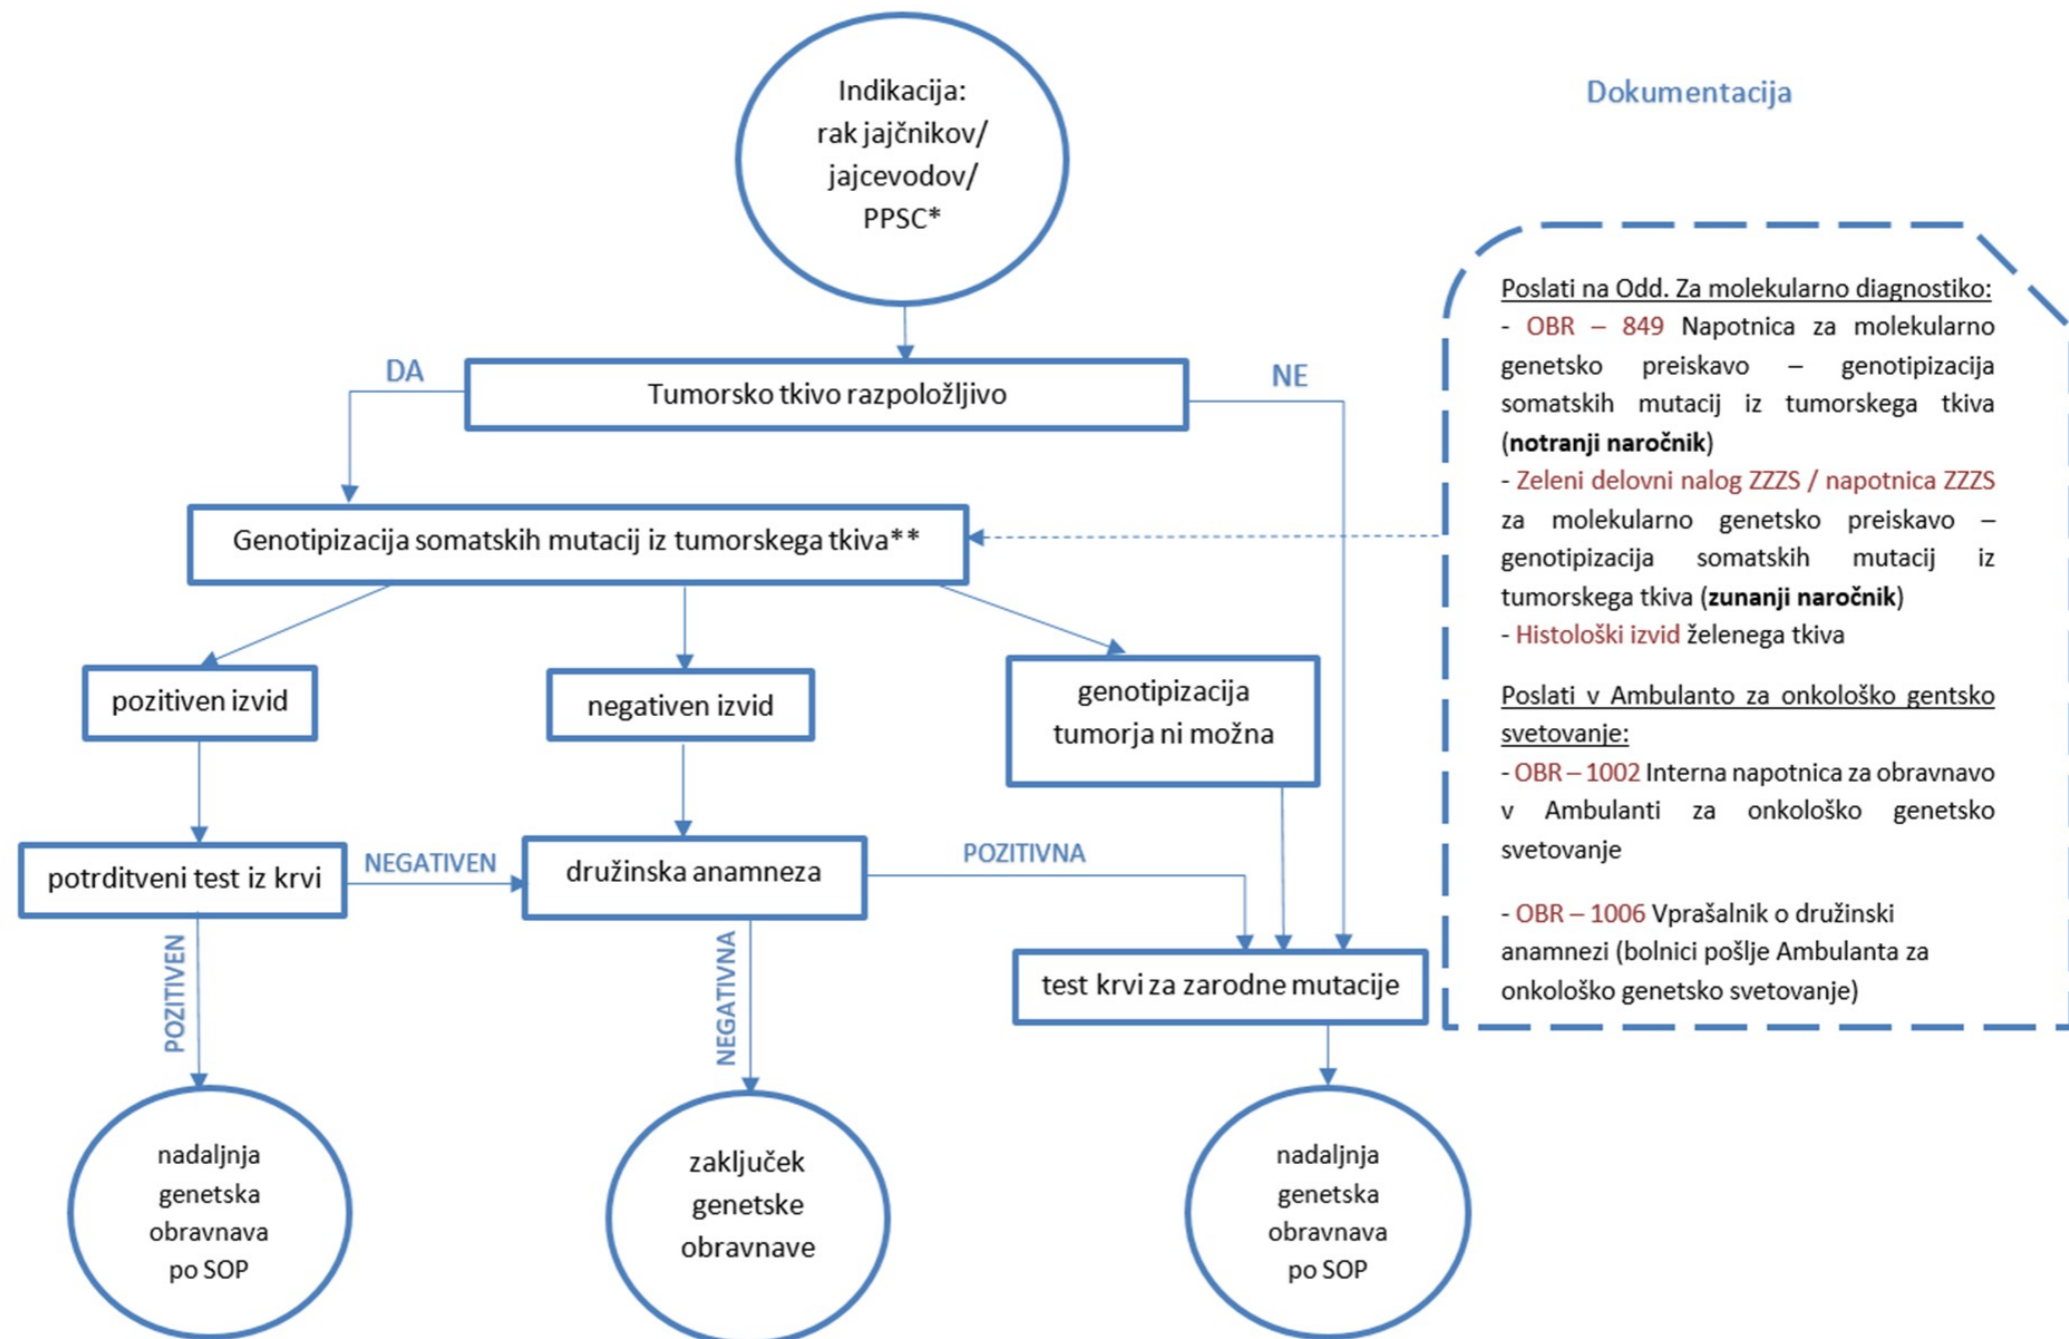 Indikacija:
rak jajčnikov/
jajcevodov/
PPSC*
Dokumentacija
DA
Tumorsko tkivo razpoložljivo
NE
Genotipizacija somatskih mutacij iz tumorskega tkiva**
pozitiven izvid
negativen izvid
genotipizacija
tumorja ni možna
potrditveni test iz krvi
NEGATIVEN
družinska anamneza
POZITIVNA
POZITIVEN
NEGATIVNA
test krvi za zarodne mutacije
nadaljnja
genetska
obravnava
po SOP
zaključek
genetske
obravnave
nadaljnja
genetska
obravnava
po SOP
Poslati na Odd. Za molekularno diagnostiko:
- OBR – 849 Napotnica za molekularno
genetsko preiskavo – genotipizacija
somatskih mutacij iz tumorskega tkiva
(notranji naročnik)
- Zeleni delovni nalog ZZZS / napotnica ZZZS
za molekularno genetsko preiskavo –
genotipizacija somatskih mutacij iz
tumorskega tkiva (zunanji naročnik)
- Histološki izvid želenega tkiva
Poslati v Ambulanto za onkološko gentsko
svetovanje:
- OBR – 1002 Interna napotnica za obravnavo
v Ambulanti za onkološko genetsko
svetovanje
- OBR – 1006 Vprašalnik o družinski
anamnezi (bolnici pošlje Ambulanta za
onkološko genetsko svetovanje)